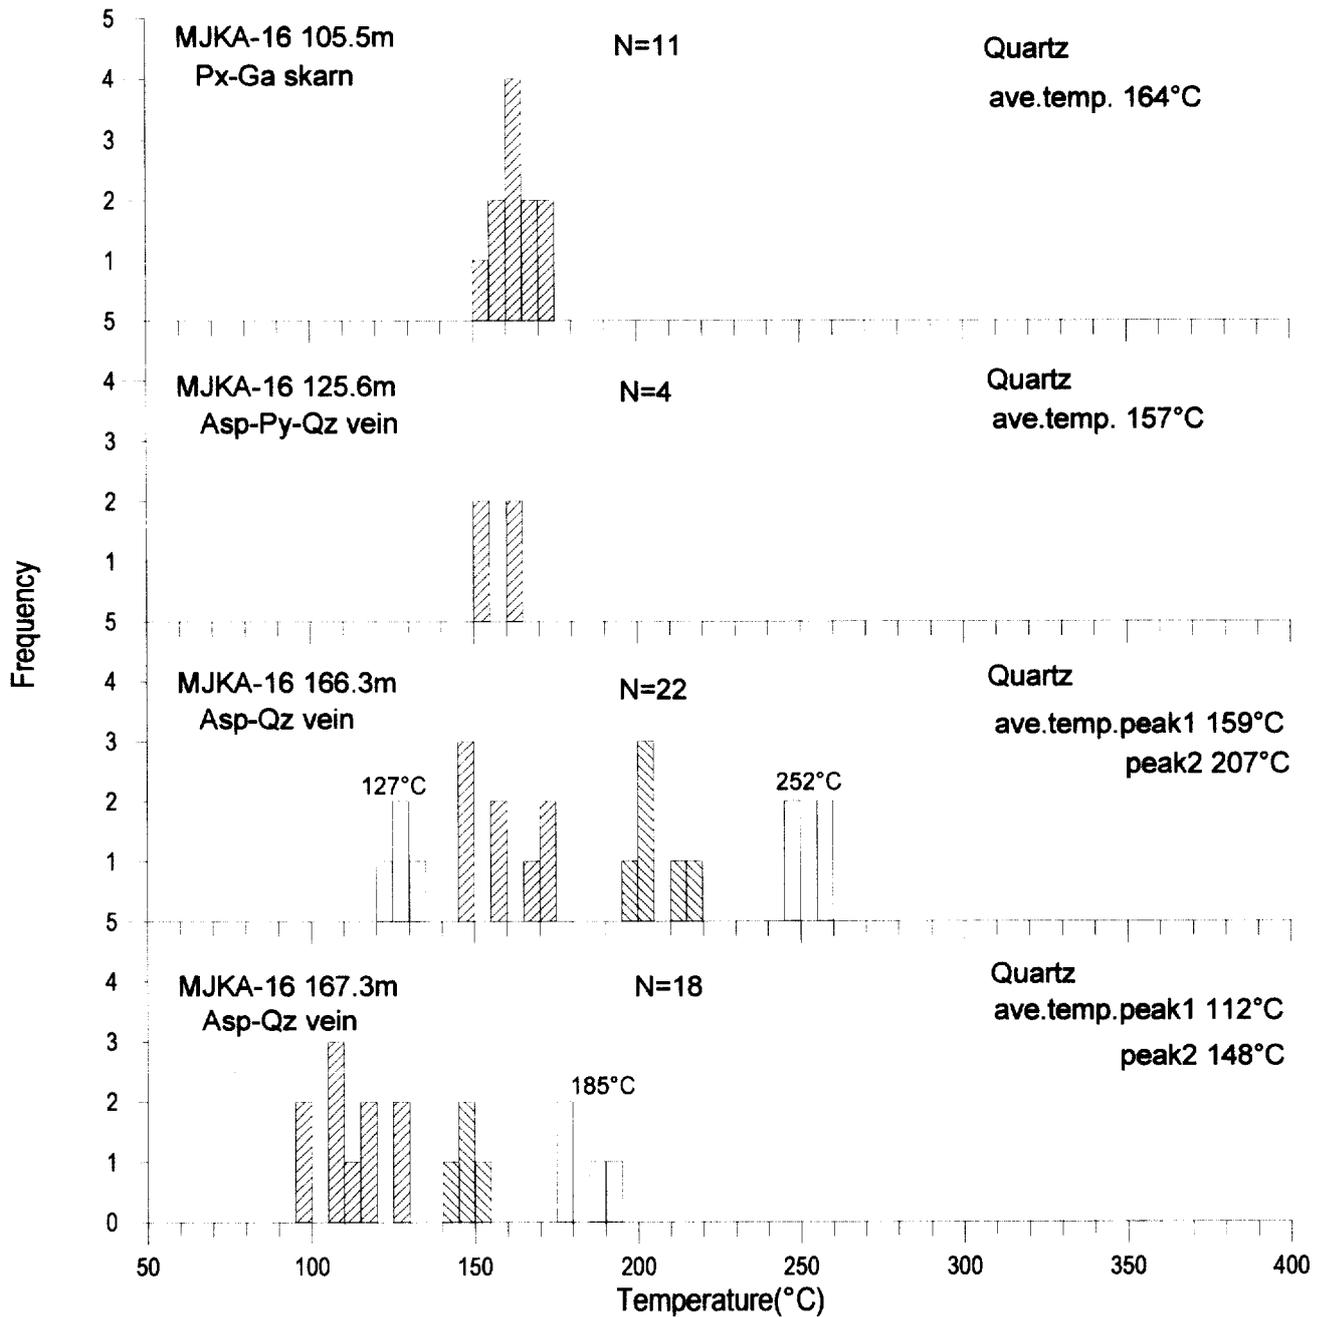 5
MJKA-16 105.5m
N=11
Quartz
Px-Ga skarn
ave.temp. 164°C
4
3
2
1
5
MJKA-16 125.6m
N=4
Quartz
4
Asp-Py-Qz vein
ave.temp. 157°C
3
2
1
5
Frequency
MJKA-16 166.3m
N=22
Quartz
4
Asp-Qz vein
ave.temp.peak1 159°C
3
peak2 207°C
127°C
252°C
2
1
5
MJKA-16 167.3m
N=18
Quartz
4
Asp-Qz vein
ave.temp.peak1 112°C
3
peak2 148°C
185°C
2
1
0
50 100 150 200 250 300 350 400
Temperature(°C)